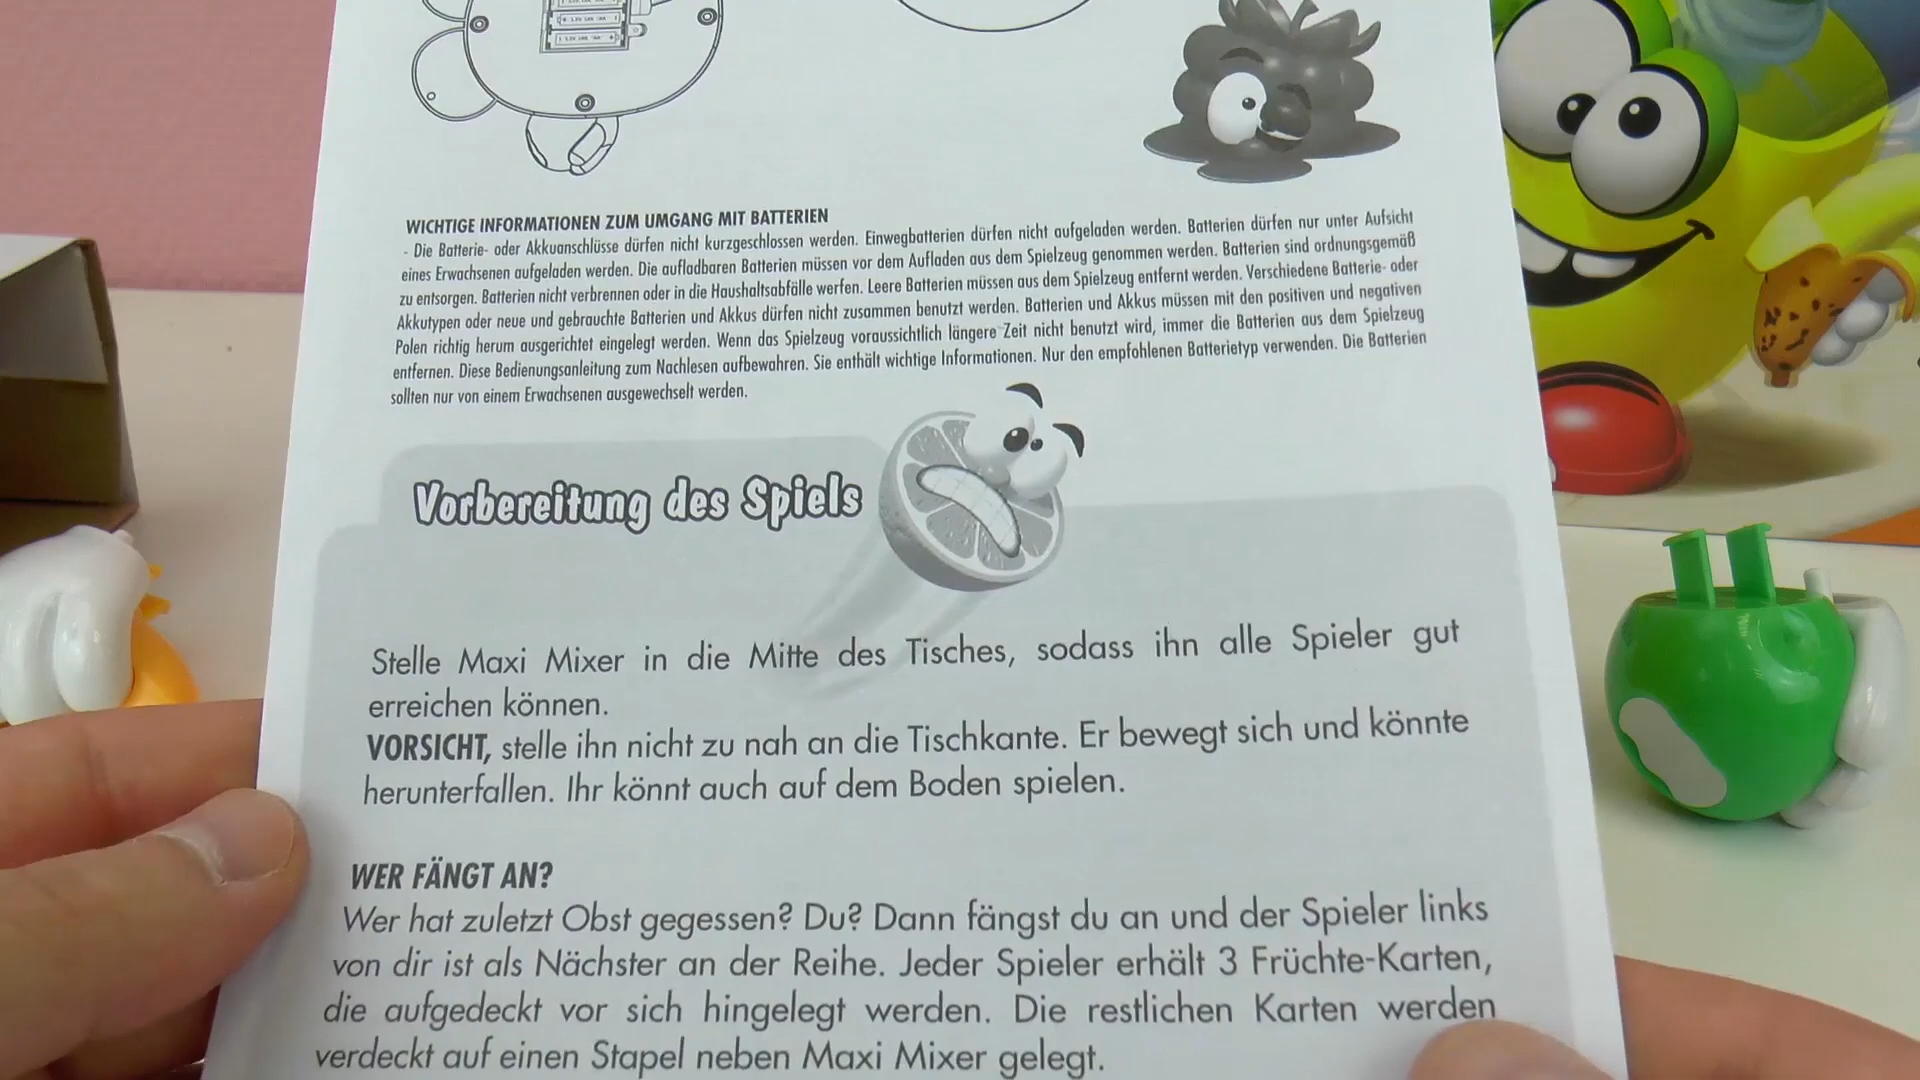 WICHTIGE INFORMATIONEN ZUM UMGANG MIT BATTERIEN
- Die Batterie- oder Akkuanschlüsse dürfen nicht kurzgeschlossen werden. Einwegbatterien dürfen nicht aufgeladen werden. Batterien dürfen nur unter Aufsicht
eines Erwachsenen aufgeladen werden. Die aufladbaren Batterien müssen vor dem Aufladen aus dem Spielzeug genommen werden. Batterien sind ordnungsgemäß
zu entsorgen. Batterien nicht verbrennen oder in die Haushaltsabfälle werfen. Leere Batterien müssen aus dem Spielzeug entfernt werden. Verschiedene Batterie- oder
Akkutypen oder neue und gebrauchte Batterien und Akkus dürfen nicht zusammen benutzt werden. Batterien und Akkus müssen mit den positiven und negativen
Polen richtig herum ausgerichtet eingelegt werden. Wenn das Spielzeug voraussichtlich längere Zeit nicht benutzt wird, immer die Batterien aus dem Spielzeug
entfernen. Diese Bedienungsanleitung zum Nachlesen aufbewahren. Sie enthält wichtige Informationen. Nur den empfohlenen Batterietyp verwenden. Die Batterien
sollten nur von einem Erwachsenen ausgewechselt werden.
Vorbereitung des Spiels
Stelle Maxi Mixer in die Mitte des Tisches, sodass ihn alle Spieler gut
erreichen können.
VORSICHT, stelle ihn nicht zu nah an die Tischkante. Er bewegt sich und könnte
herunterfallen. Ihr könnt auch auf dem Boden spielen.
WER FÄNGT AN?
Wer hat zuletzt Obst gegessen? Du? Dann fängst du an und der Spieler links
von dir ist als Nächster an der Reihe. Jeder Spieler erhält 3 Früchte-Karten,
die aufgedeckt vor sich hingelegt werden. Die restlichen Karten werden
verdeckt auf einen Stapel neben Maxi Mixer gelegt.